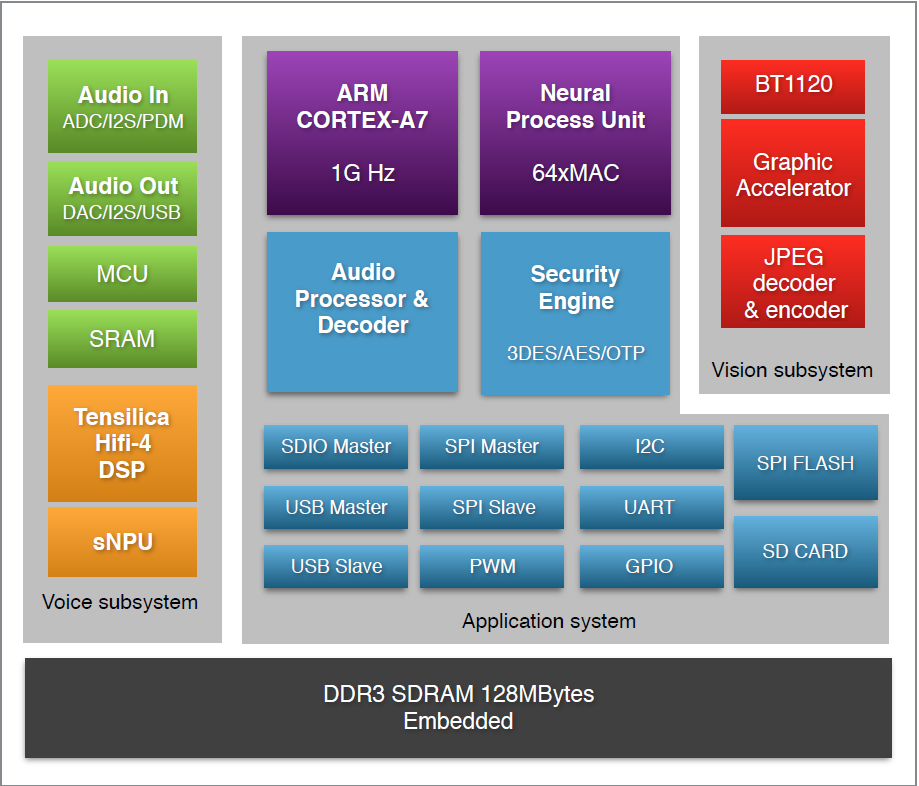 Audio In
ADC/I2S/PDM
Audio Out
DAC/I2S/USB
MCU
SRAM
Tensilica
Hifi-4
DSP
sNPU
Voice subsystem
ARM
CORTEX-A7
1G Hz
Neural
Process Unit
64xMAC
Audio
Processor &
Decoder
Security
Engine
3DES/AES/OTP
SDIO Master
SPI Master
I2C
SPI FLASH
USB Master
SPI Slave
UART
SD CARD
USB Slave
PWM
GPIO
Application system
BT1120
Graphic
Accelerator
JPEG
decoder
& encoder
Vision subsystem
DDR3 SDRAM 128MBytes
Embedded